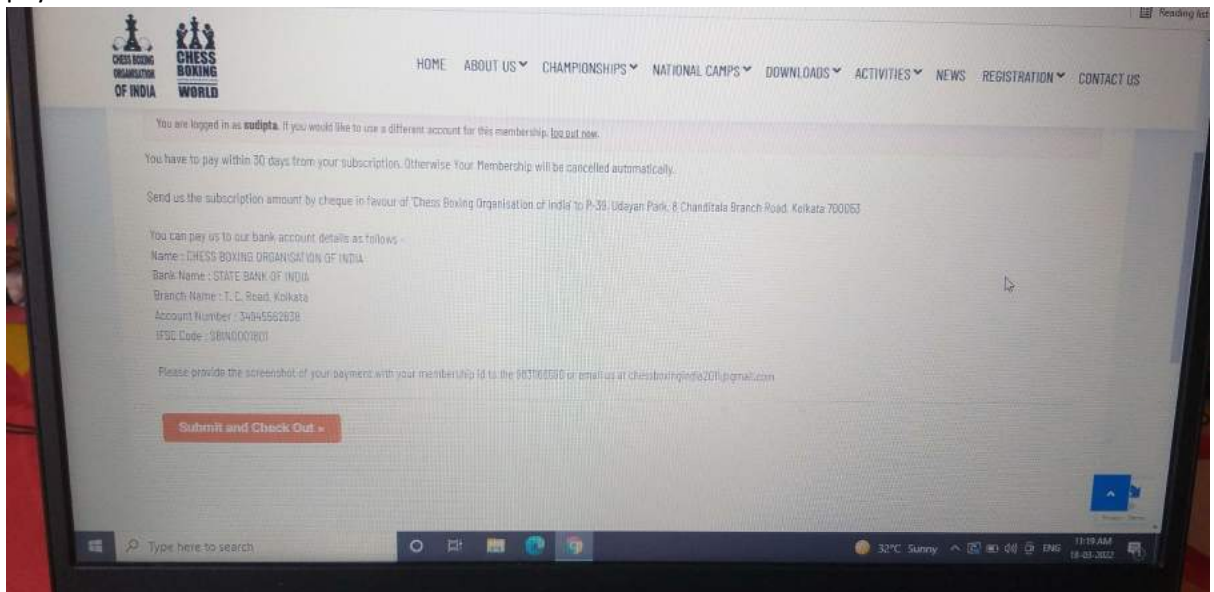 Reading list
CHESS BOXING
ORGANISATION
OF INDIA
CHESS
BOXING
WORLD
HOME ABOUT US CHAMPIONSHIPS NATIONAL CAMPS DOWNLOADS ACTIVITIES NEWS REGISTRATION CONTACT US
You are logged in as sudipta. If you would like to use a different account for this membership, log out now.
You have to pay within 30 days from your subscription. Otherwise Your Membership will be cancelled automatically.
Send us the subscription amount by cheque in favour of 'Chess Boxing Organisation of India' to P-39, Udayan Park, 8 Chanditala Branch Road, Kolkata 700053
You can pay us to our bank account details as follows -
Name : CHESS BOXING ORGANISATION OF INDIA
Bank Name : STATE BANK OF INDIA
Branch Name : T. C. Road, Kolkata
Account Number :
IFSC Code : SBIN0001801
Please provide the screenshot of your payment with your membership id to the or email us at
Submit and Check Out »
Type here to search
32°C Sunny ENG
11:19 AM
18-03-2022